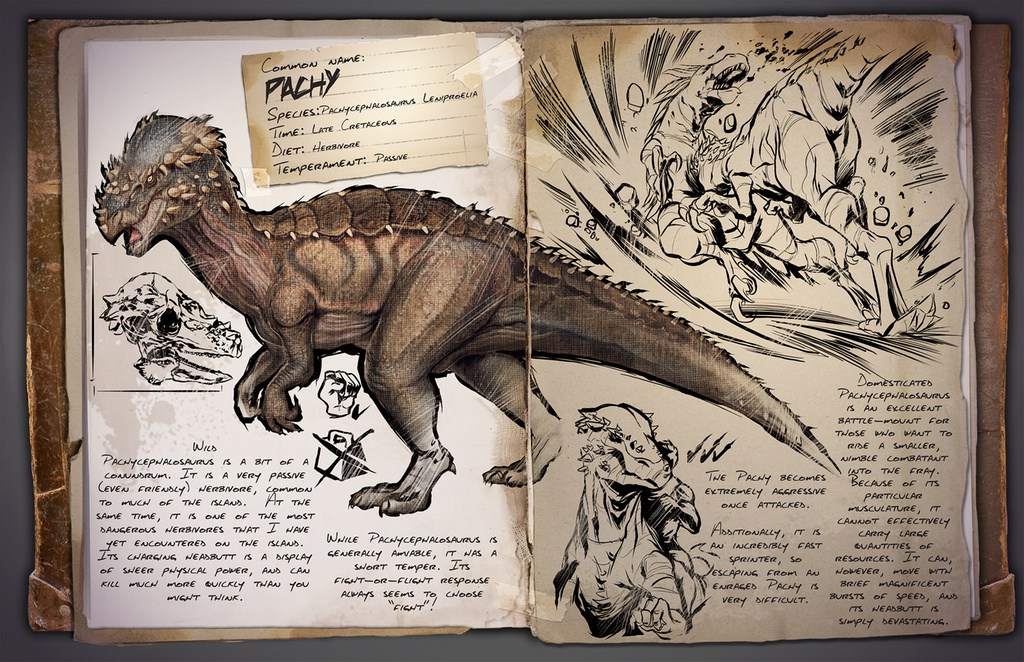 Common name:
PACHY
Species: Pachycephalosaurus Leniproelia
Time: Late Cretaceous
Diet: Herbivore
Temperament: Passive
Wild
Pachycephalosaurus is a bit of a
conundrum. It is a very passive
(even friendly) herbivore, common
to much of the island. At the
same time, it is one of the most
dangerous herbivores that I have
yet encountered on the island.
Its charging headbutt is a display
of sheer physical power, and can
kill much more quickly than you
might think.
While Pachycephalosaurus is
generally amiable, it has a
short temper. Its
fight-or-flight response
always seems to choose
"fight"!
The Pachy becomes
extremely aggressive
once attacked.
Additionally, it is
an incredibly fast
sprinter, so
escaping from an
enraged Pachy is
very difficult.
Domesticated
Pachycephalosaurus
is an excellent
battle-mount for
those who want to
ride a smaller,
nimble combatant
into the fray.
Because of its
particular
musculature, it
cannot effectively
carry large
quantities of
resources. It can,
however, move with
brief magnificent
bursts of speed, and
its headbutt is
simply devastating.